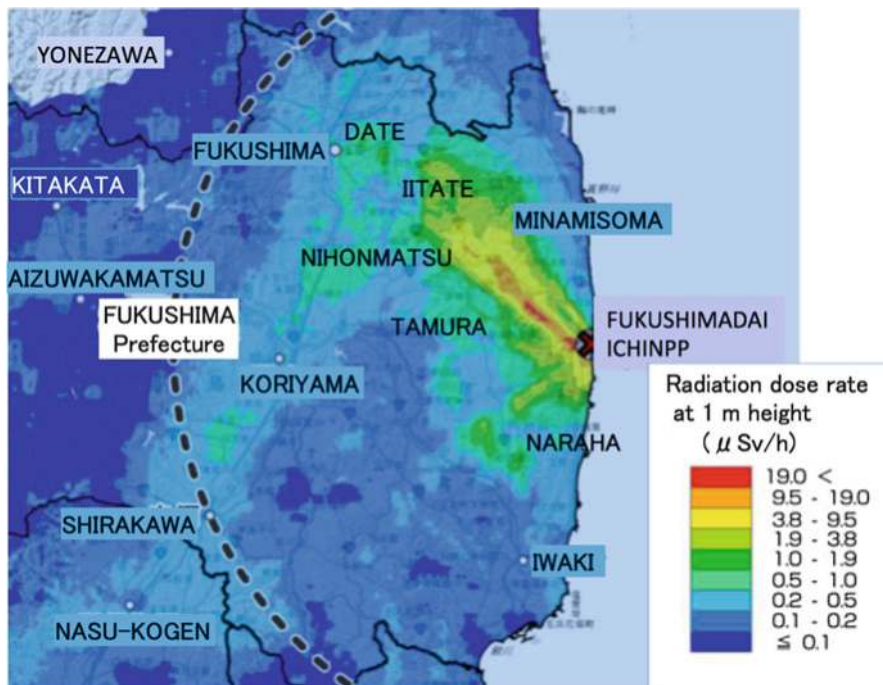 YONEZAWA
DATE
FUKUSHIMA
KITAKATA
IITATE
MINAMISOMA
NIHONMATSU
AIZUWAKAMATSU
FUKUSHIMA
Prefecture
TAMURA
FUKUSHIMADAI
ICHINPP
KORIYAMA
NARAHA
SHIRAKAWA
IWAKI
NASU-KOGEN
Radiation dose rate
at 1 m height
( μ Sv/h)
19.0 <
9.5 - 19.0
3.8 - 9.5
1.9 - 3.8
1.0 - 1.9
0.5 - 1.0
0.2 - 0.5
0.1 - 0.2
≦ 0.1